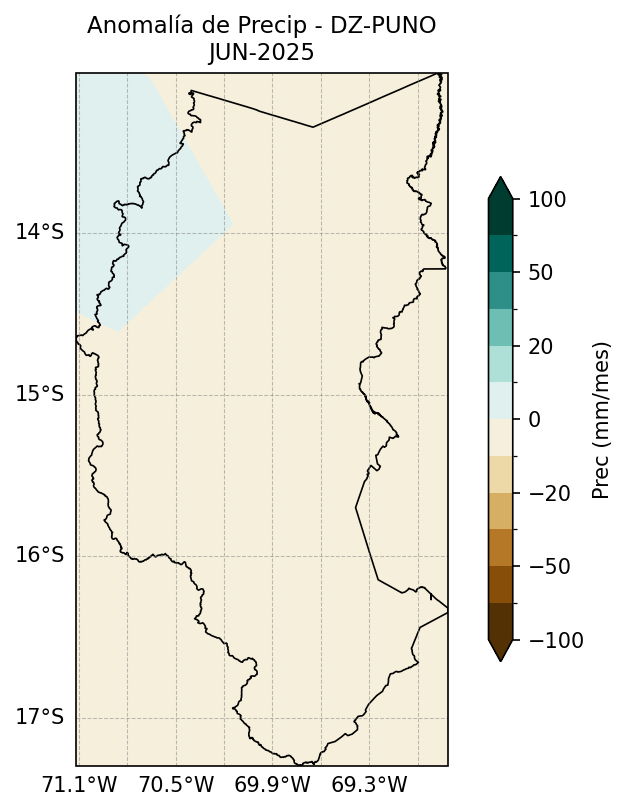 Anomalía de Precip - DZ-PUNO
JUN-2025
14°S
15°S
16°S
17°S
71.1°W 70.5°W 69.9°W 69.3°W
100
50
20
0
−20
−50
−100
Prec (mm/mes)